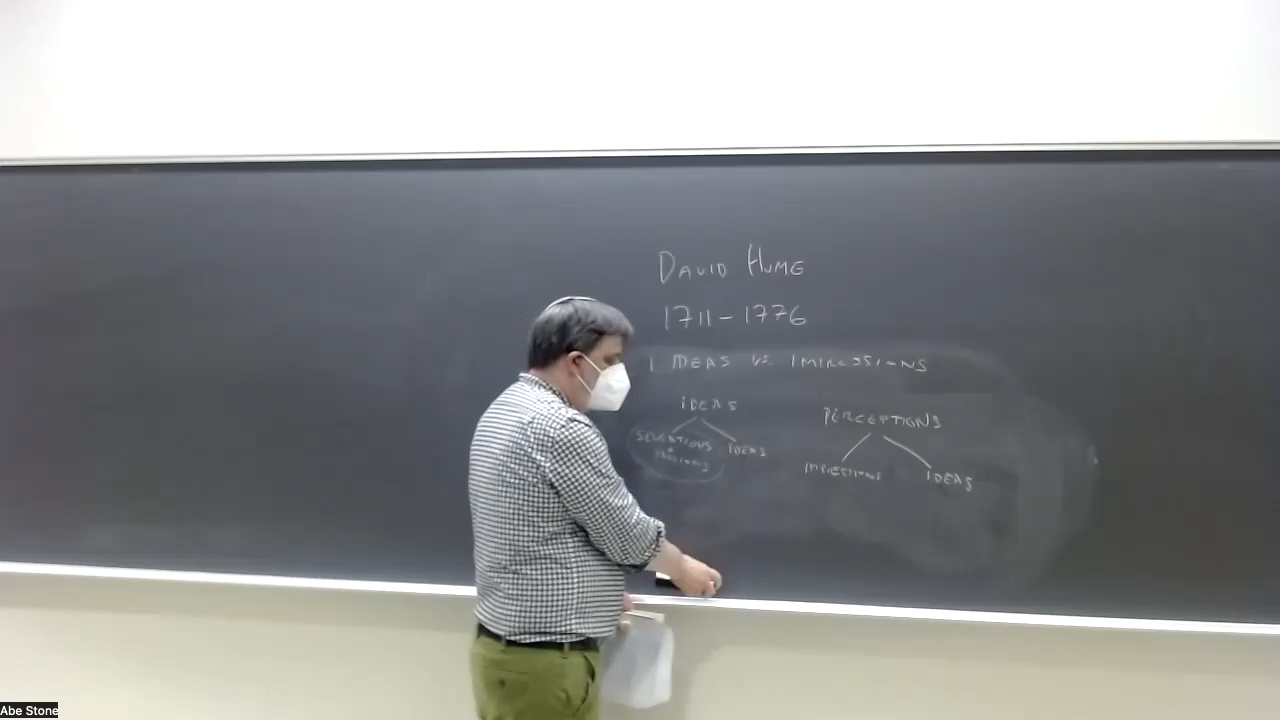 DAVID HUME
1711-1776
1 IDEAS VS. IMPRESSIONS
IDEAS
SENSATIONS
IDEAS
PERCEPTIONS
IMPRESSIONS
IDEAS
Abe Stone